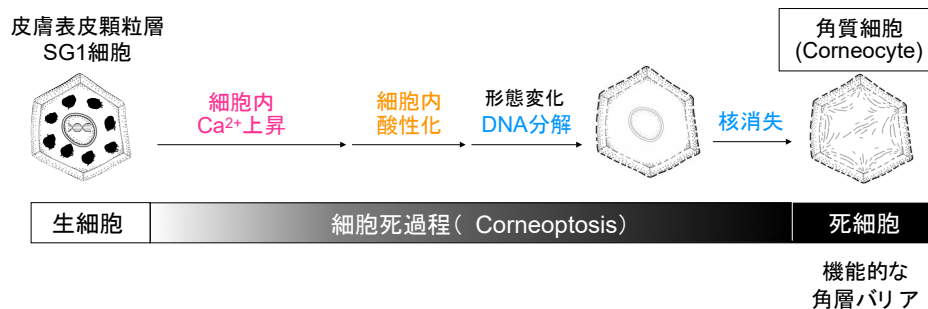 皮膚表皮顆粒層
SG1細胞
細胞内
Ca²⁺上昇
細胞内
酸性化
形態変化
DNA分解
核消失
角質細胞
(Corneocyte)
生細胞
細胞死過程( Corneoptosis)
死細胞
機能的な
角層バリア